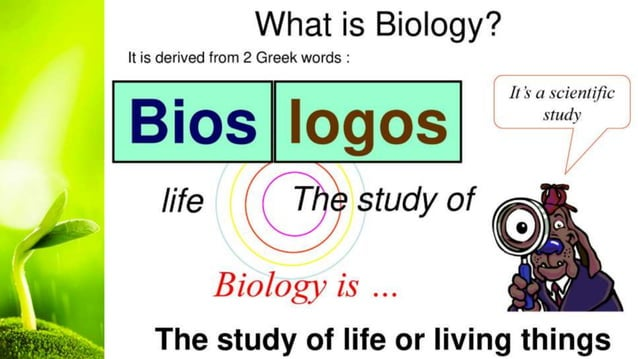 What is Biology?
It is derived from 2 Greek words :
Bios logos
It's a scientific
study
life The study of
Biology is ...
The study of life or living things